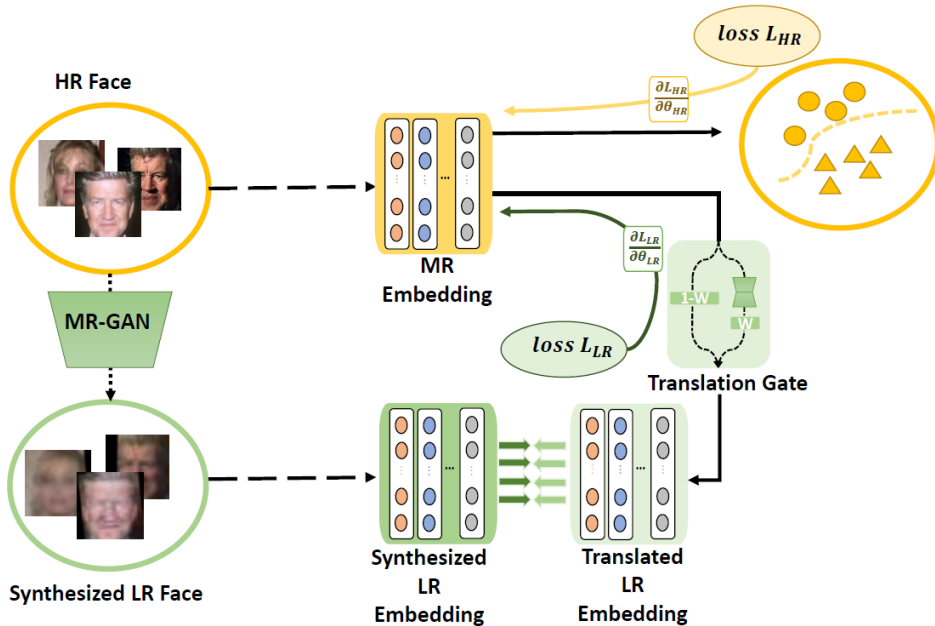 loss L_HR
HR Face
∂L_HR
∂θ_HR
...
MR
Embedding
∂L_LR
∂θ_LR
1-W
W
MR-GAN
loss L_LR
Translation Gate
...
...
Synthesized
LR
Embedding
Translated
LR
Embedding
Synthesized LR Face